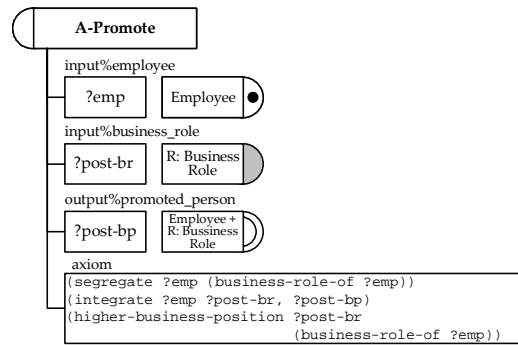 A-Promote
input%employee
?emp
Employee
input%business_role
?post-br
R: Business
Role
output%promoted_person
?post-bp
Employee +
R: Bussiness
Role
axiom
(segregate ?emp (business-role-of ?emp))
(integrate ?emp ?post-br, ?post-bp)
(higher-business-position ?post-br
(business-role-of ?emp))